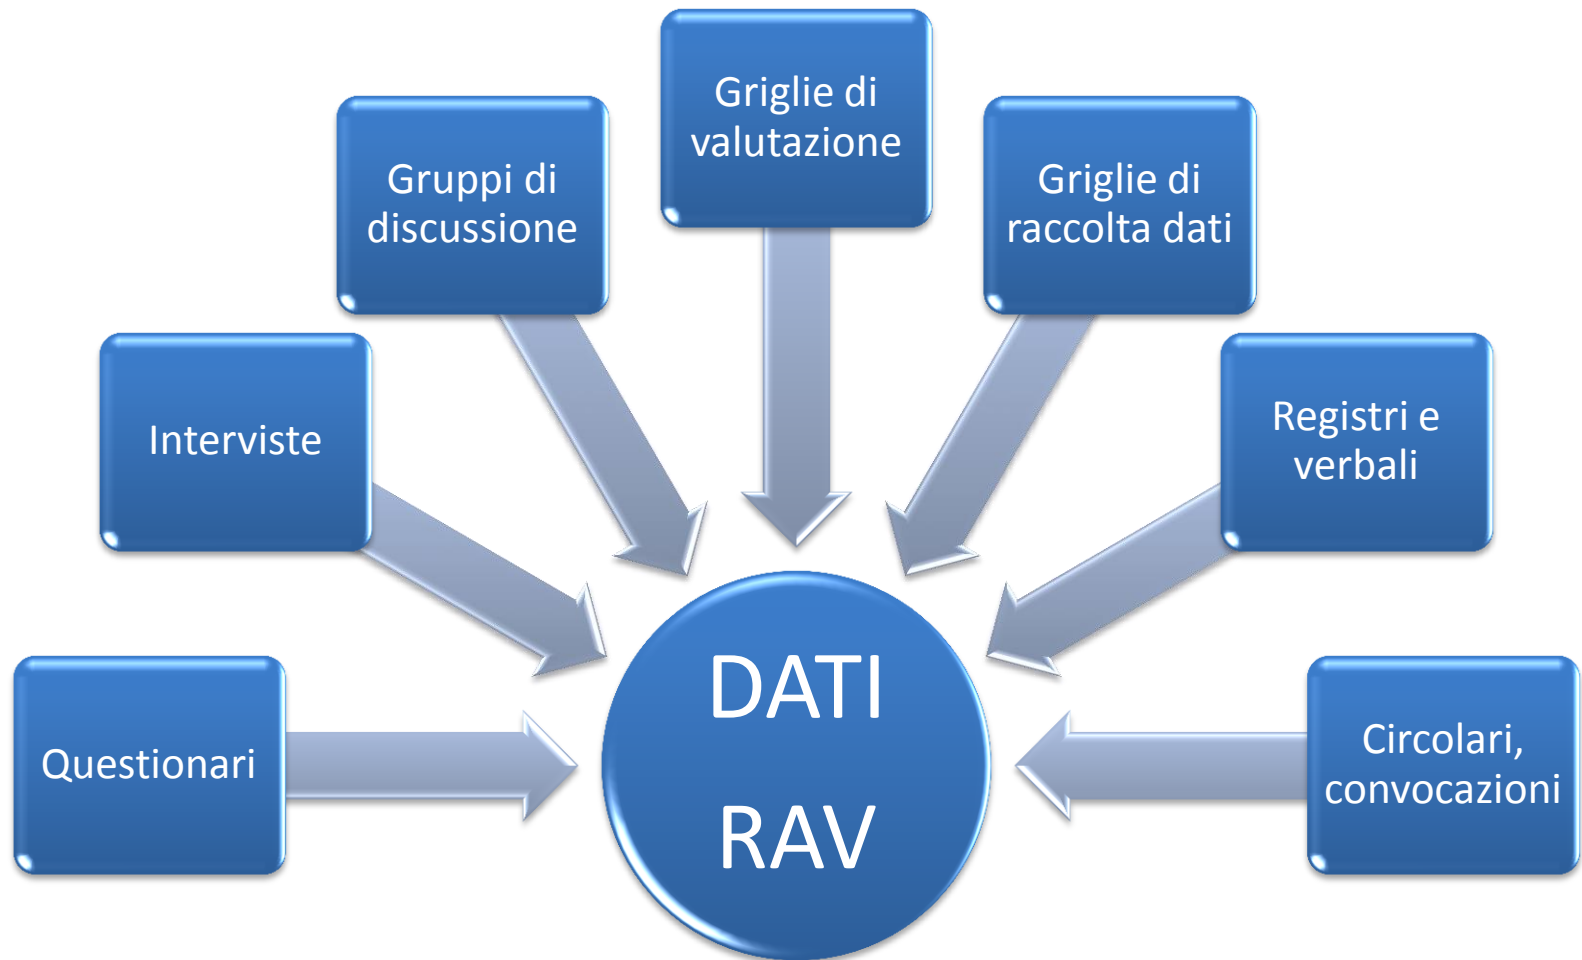 Griglie di
valutazione
Gruppi di
discussione
Griglie di
raccolta dati
Interviste
Registri e
verbali
Questionari
DATI
RAV
Circolari,
convocazioni